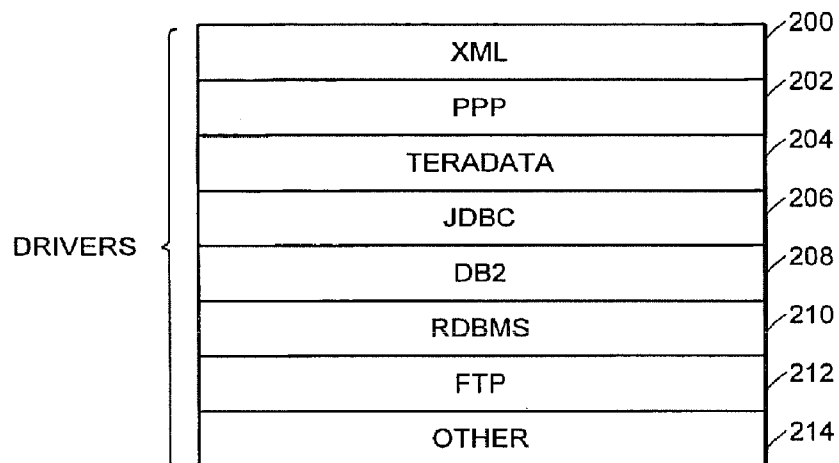 200
XML
202
PPP
204
TERADATA
206
JDBC
DRIVERS
208
DB2
210
RDBMS
212
FTP
214
OTHER